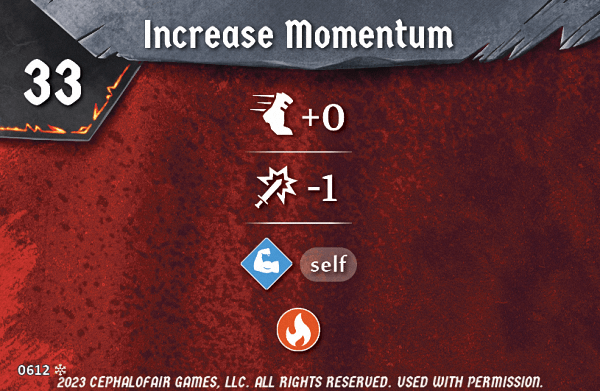 Increase Momentum
33
+0
-1
self
0612
2023 CEPHALOFAIR GAMES, LLC. ALL RIGHTS RESERVED. USED WITH PERMISSION.